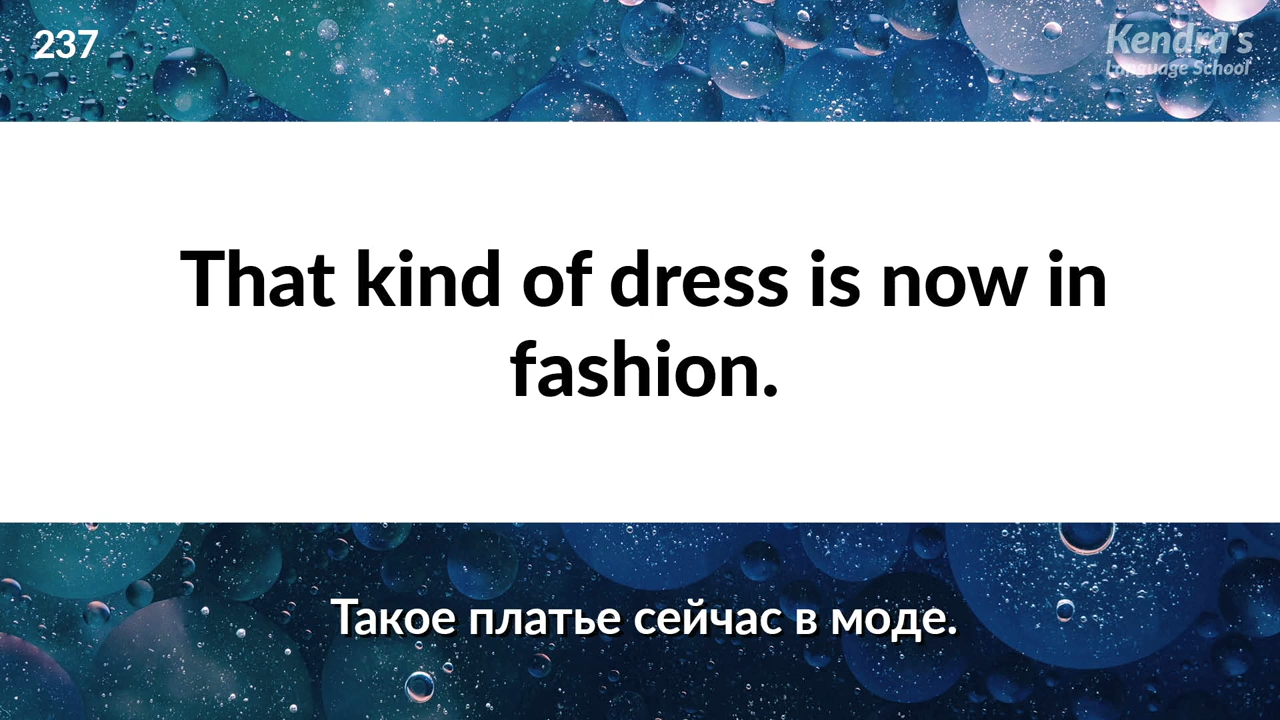 237
Kendra's
Language School
That kind of dress is now in
fashion.
Такое платье сейчас в моде.